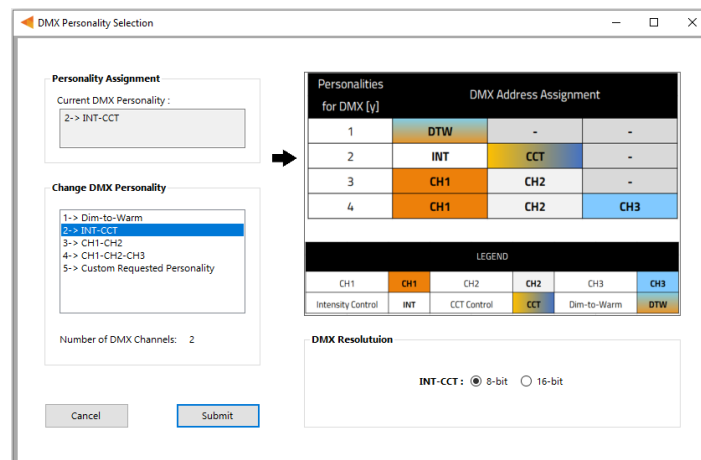 DMX Personality Selection
Personality Assignment
Current DMX Personality :
2-> INT-CCT
Change DMX Personality
1-> Dim-to-Warm
2-> INT-CCT
3-> CH1-CH2
4-> CH1-CH2-CH3
5-> Custom Requested Personality
Number of DMX Channels: 2
Cancel Submit
Personalities for DMX [y] DMX Address Assignment
1 DTW - -
2 INT CCT -
3 CH1 CH2 -
4 CH1 CH2 CH3
LEGEND
CH1 CH1 CH2 CH2 CH3 CH3
Intensity Control INT CCT Control CCT Dim-to-Warm DTW
DMX Resolutuion
INT-CCT : 8-bit 16-bit